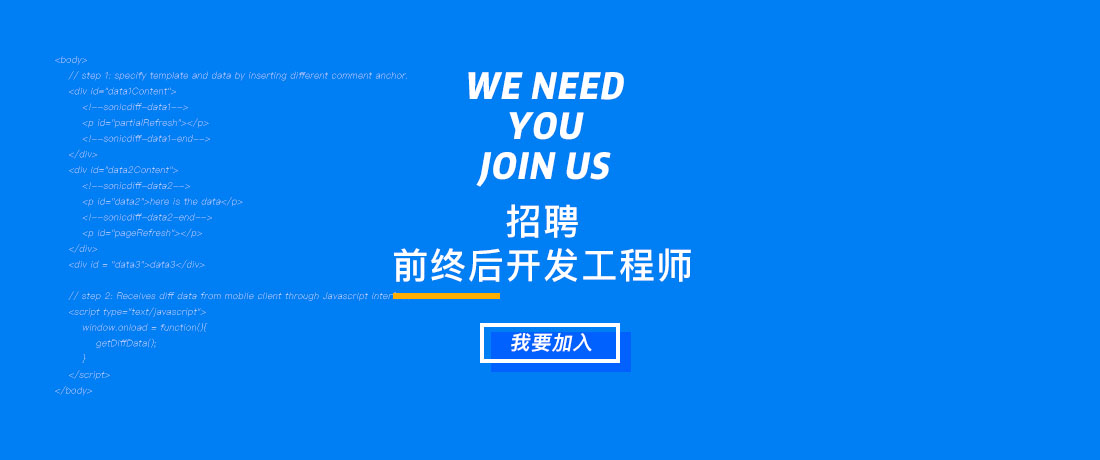 <body>
// step 1: specify template and data by inserting different comment anchor.
<div id="data1Content">
<!--sonicdiff-data1-->
<p id="partialRefresh"></p>
<!--sonicdiff-data1-end-->
</div>
<div id="data2Content">
<!--sonicdiff-data2-->
<p id="data2">here is the data</p>
<!--sonicdiff-data2-end-->
<p id="pageRefresh"></p>
</div>
<div id = "data3">data3</div>
// step 2: Receives diff data from mobile client through Javascript
<script type="text/javascript">
window.onload = function(){
getDiffData();
}
</script>
</body>
WE NEED
YOU
JOIN US
招聘
前终后开发工程师
我要加入